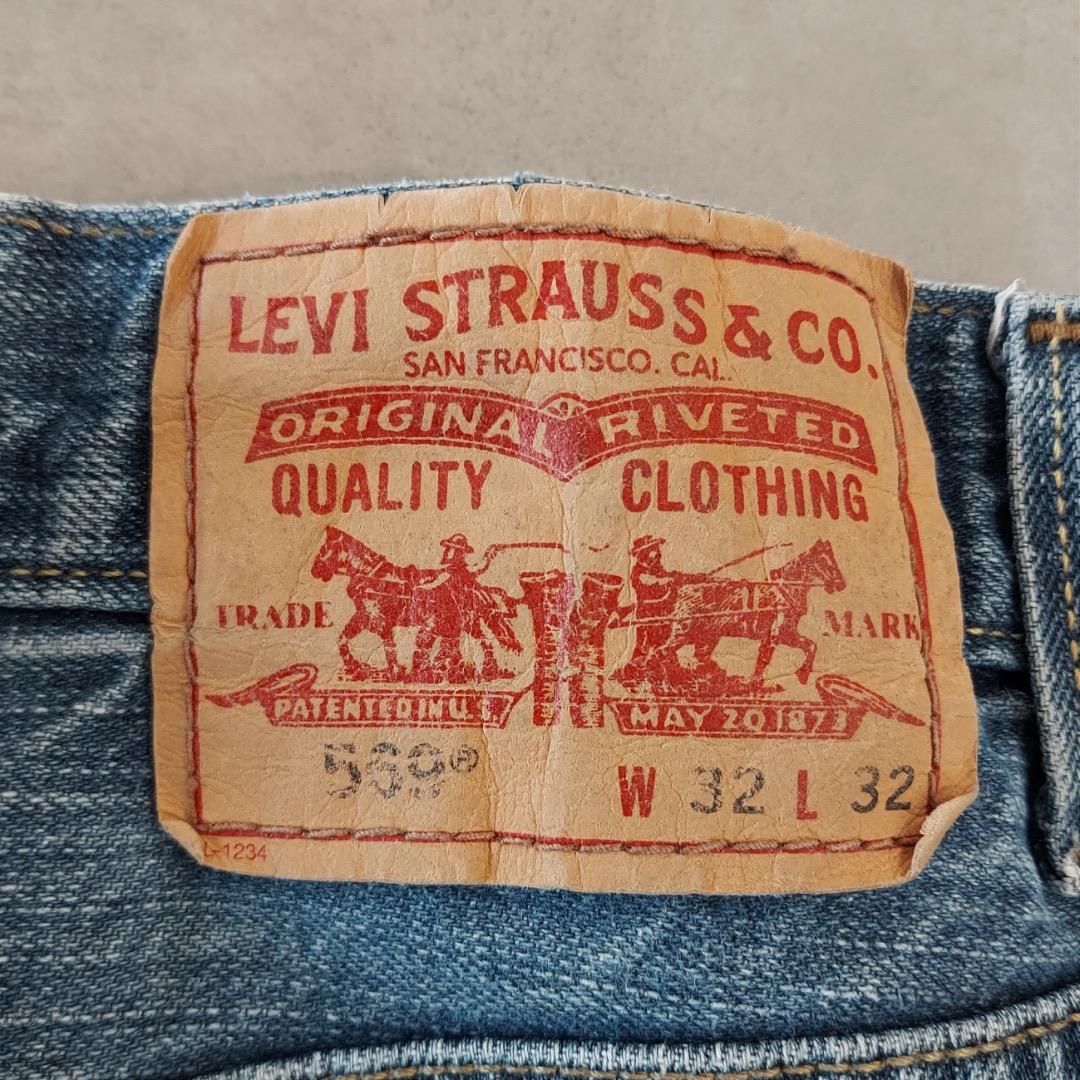 LEVI STRAUSS & CO.
SAN FRANCISCO. CAL.
ORIGINAL RIVETED
QUALITY CLOTHING
TRADE MARK
PATENTED IN U.S. MAY 20 1873
W 32 L 32
L-1234